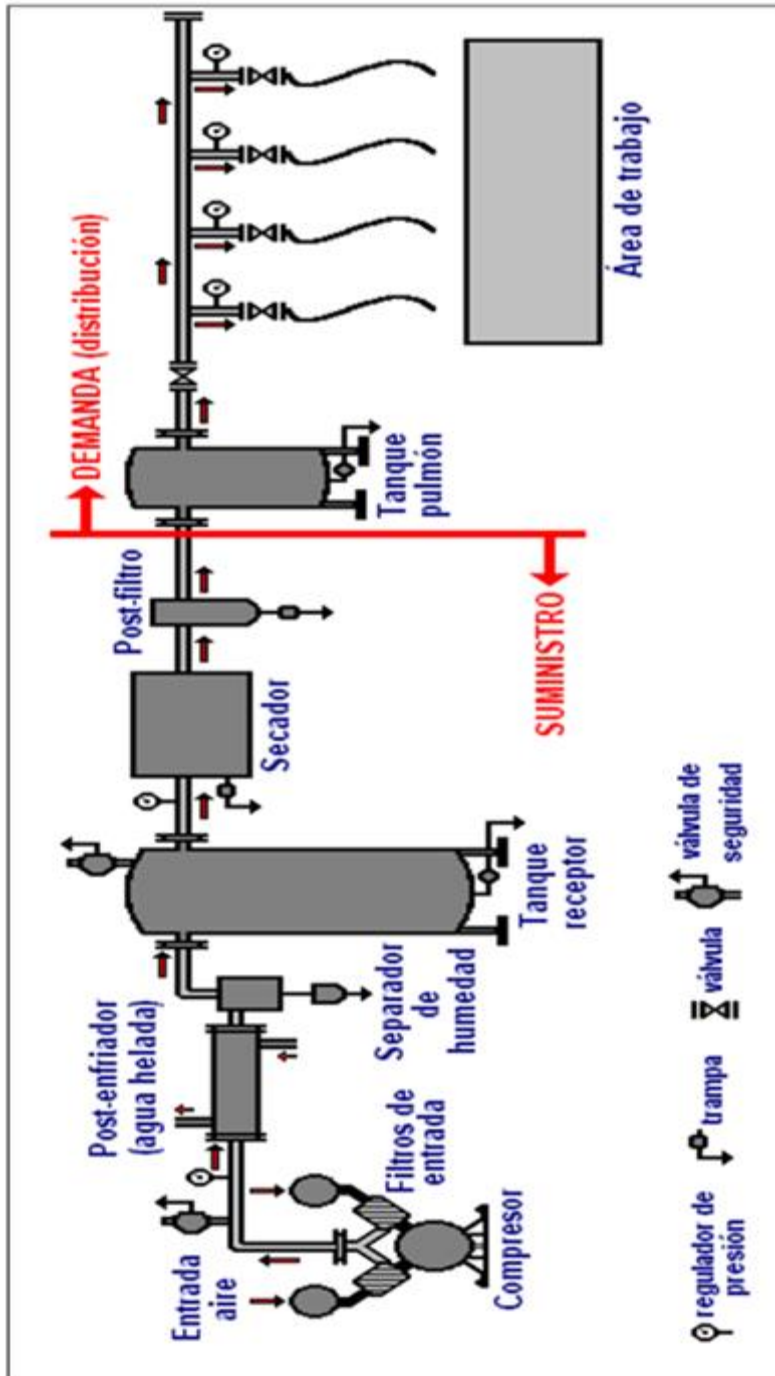 DEMANDA (distribución)
SUMINISTRO
Entrada
aire
Compresor
Filtros de
entrada
Post-enfriador
(agua helada)
Separador
de
humedad
Tanque
receptor
Secador
Post-filtro
Tanque
pulmón
Área de trabajo
regulador de
presión
trampa
válvula
válvula de
seguridad